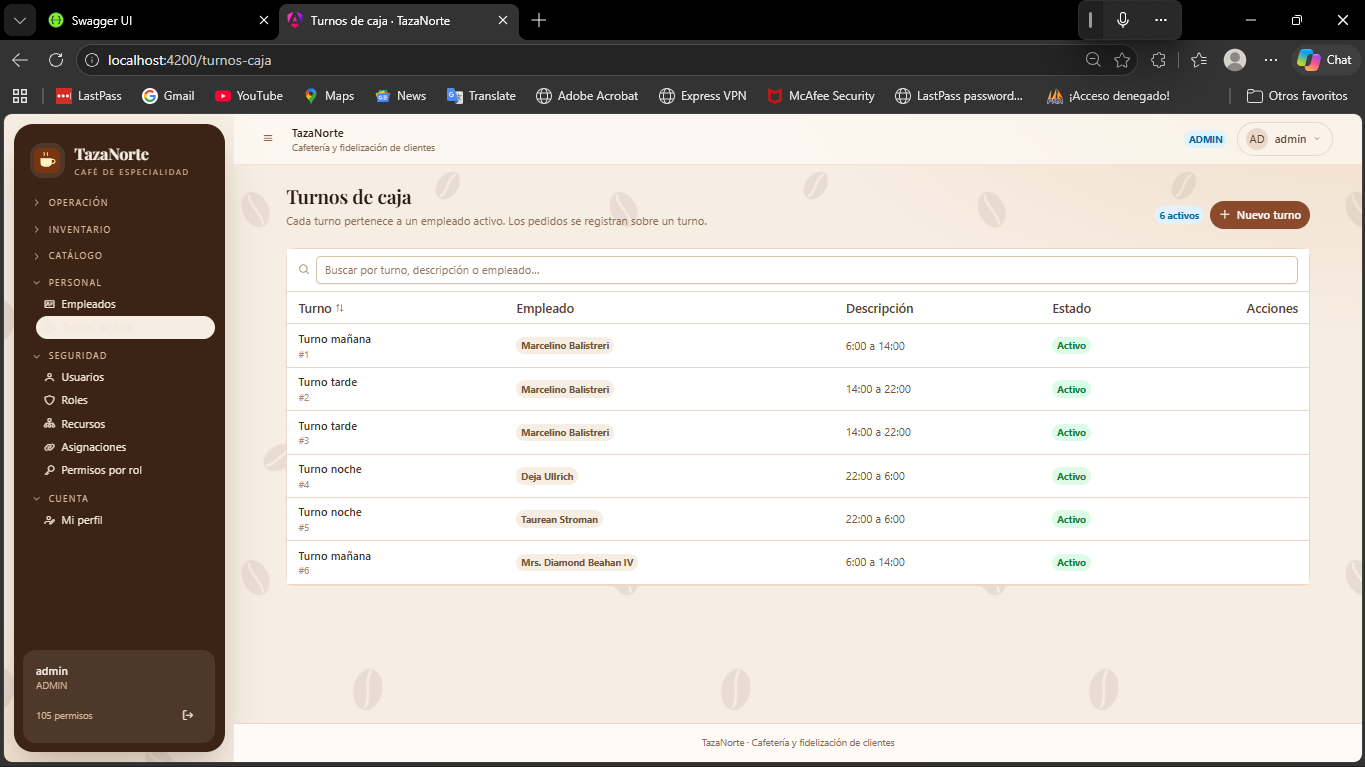 Swagger UI
Turnos de caja · TazaNorte
localhost:4200/turnos-caja
Chat
LastPass
Gmail
YouTube
Maps
News
Translate
Adobe Acrobat
Express VPN
McAfee Security
LastPass password...
¡Acceso denegado!
Otros favoritos
TazaNorte
CAFÉ DE ESPECIALIDAD
OPERACIÓN
INVENTARIO
CATÁLOGO
PERSONAL
Empleados
Turnos de caja
SEGURIDAD
Usuarios
Roles
Recursos
Asignaciones
Permisos por rol
CUENTA
Mi perfil
admin
ADMIN
105 permisos
TazaNorte
Cafetería y fidelización de clientes
ADMIN
AD admin
Turnos de caja
Cada turno pertenece a un empleado activo. Los pedidos se registran sobre un turno.
6 activos
+ Nuevo turno
Buscar por turno, descripción o empleado...
Turno Empleado Descripción Estado Acciones
Turno mañana Marcelino Balistreri 6:00 a 14:00 Activo
#1
Turno tarde Marcelino Balistreri 14:00 a 22:00 Activo
#2
Turno tarde Marcelino Balistreri 14:00 a 22:00 Activo
#3
Turno noche Deja Ullrich 22:00 a 6:00 Activo
#4
Turno noche Taurean Stroman 22:00 a 6:00 Activo
#5
Turno mañana Mrs. Diamond Beahan IV 6:00 a 14:00 Activo
#6
TazaNorte · Cafetería y fidelización de clientes